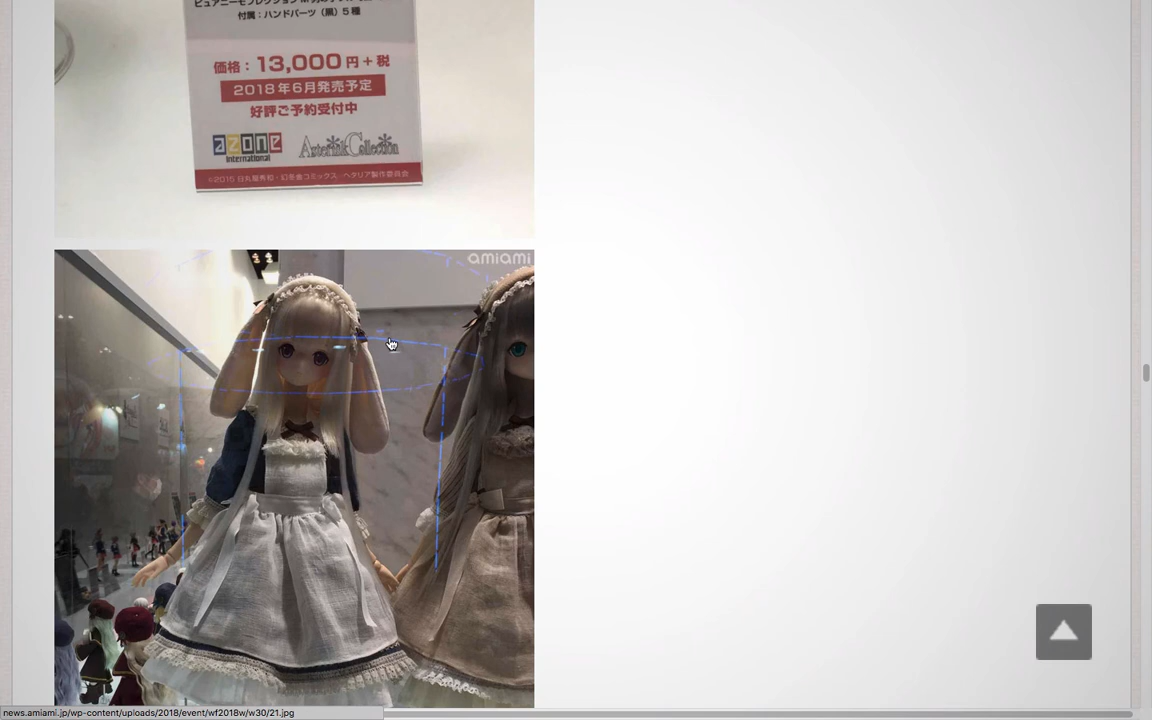 付属：ハンドパーツ（黒）5種
価格：13,000円＋税
2018年6月発売予定
好評ご予約受付中
azone
international
AsteriskCollection
amiami
news.amiami.jp/wp-content/uploads/2018/event/wf2018w/w30/21.jpg